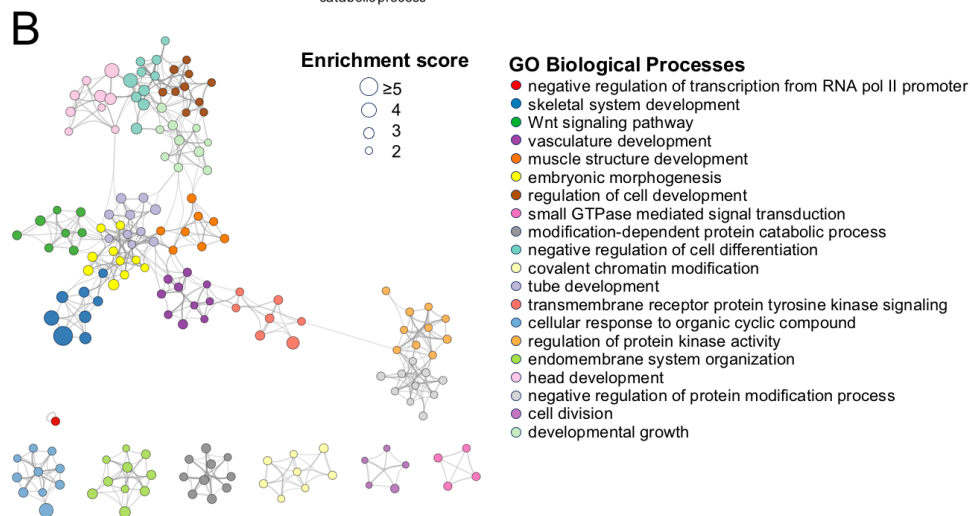 catabolic process
B
Enrichment score
≥5
4
3
2
GO Biological Processes
negative regulation of transcription from RNA pol II promoter
skeletal system development
Wnt signaling pathway
vasculature development
muscle structure development
embryonic morphogenesis
regulation of cell development
small GTPase mediated signal transduction
modification-dependent protein catabolic process
negative regulation of cell differentiation
covalent chromatin modification
tube development
transmembrane receptor protein tyrosine kinase signaling
cellular response to organic cyclic compound
regulation of protein kinase activity
endomembrane system organization
head development
negative regulation of protein modification process
cell division
developmental growth